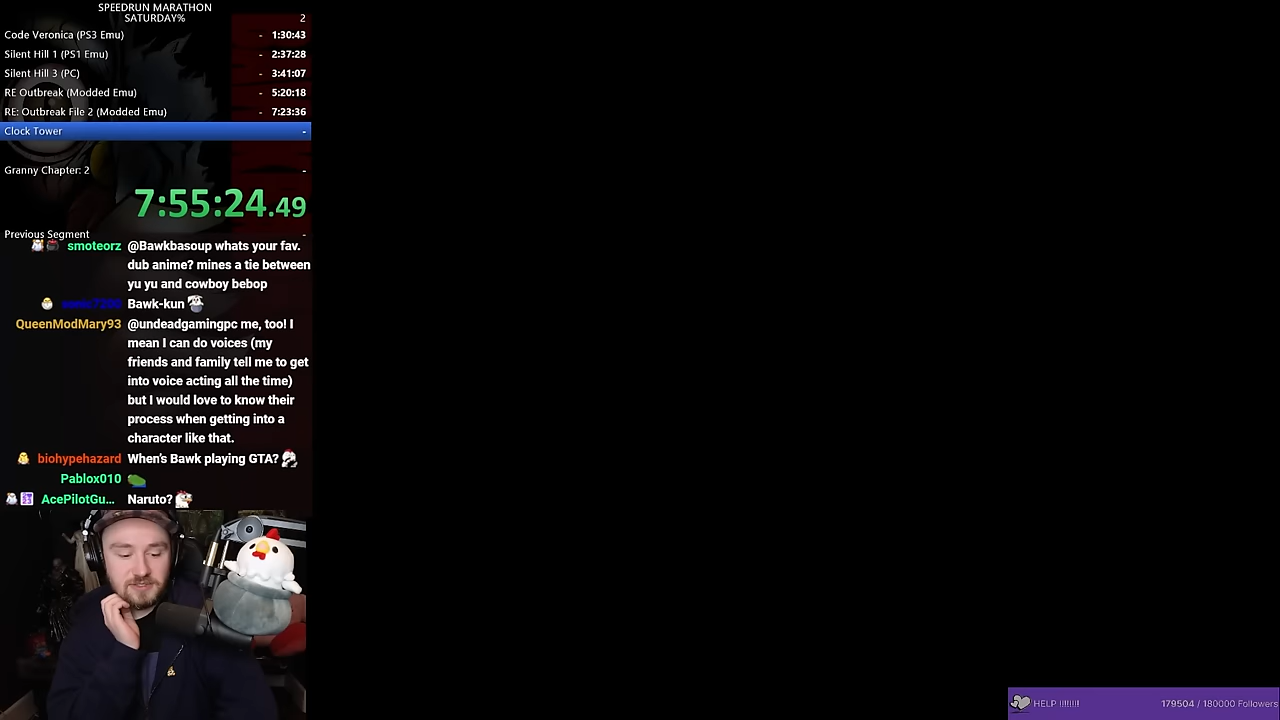 SPEEDRUN MARATHON
SATURDAY% 2
Code Veronica (PS3 Emu) - 1:30:43
Silent Hill 1 (PS1 Emu) - 2:37:28
Silent Hill 3 (PC) - 3:41:07
RE Outbreak (Modded Emu) - 5:20:18
RE: Outbreak File 2 (Modded Emu) - 7:23:36
Clock Tower -
Granny Chapter: 2 -
7:55:24.49
Previous Segment -
smoteorz @Bawkbasoup whats your fav.
dub anime? mines a tie between
yu yu and cowboy bebop
Bawk-kun
QueenModMary93 @undeadgamingpc me, too! I
mean I can do voices (my
friends and family tell me to get
into voice acting all the time)
but I would love to know their
process when getting into a
character like that.
biohypehazard When's Bawk playing GTA?
Pablox010
AcePilotGu... Naruto?
HELP !!!!!!! 179504 / 180000 Followers